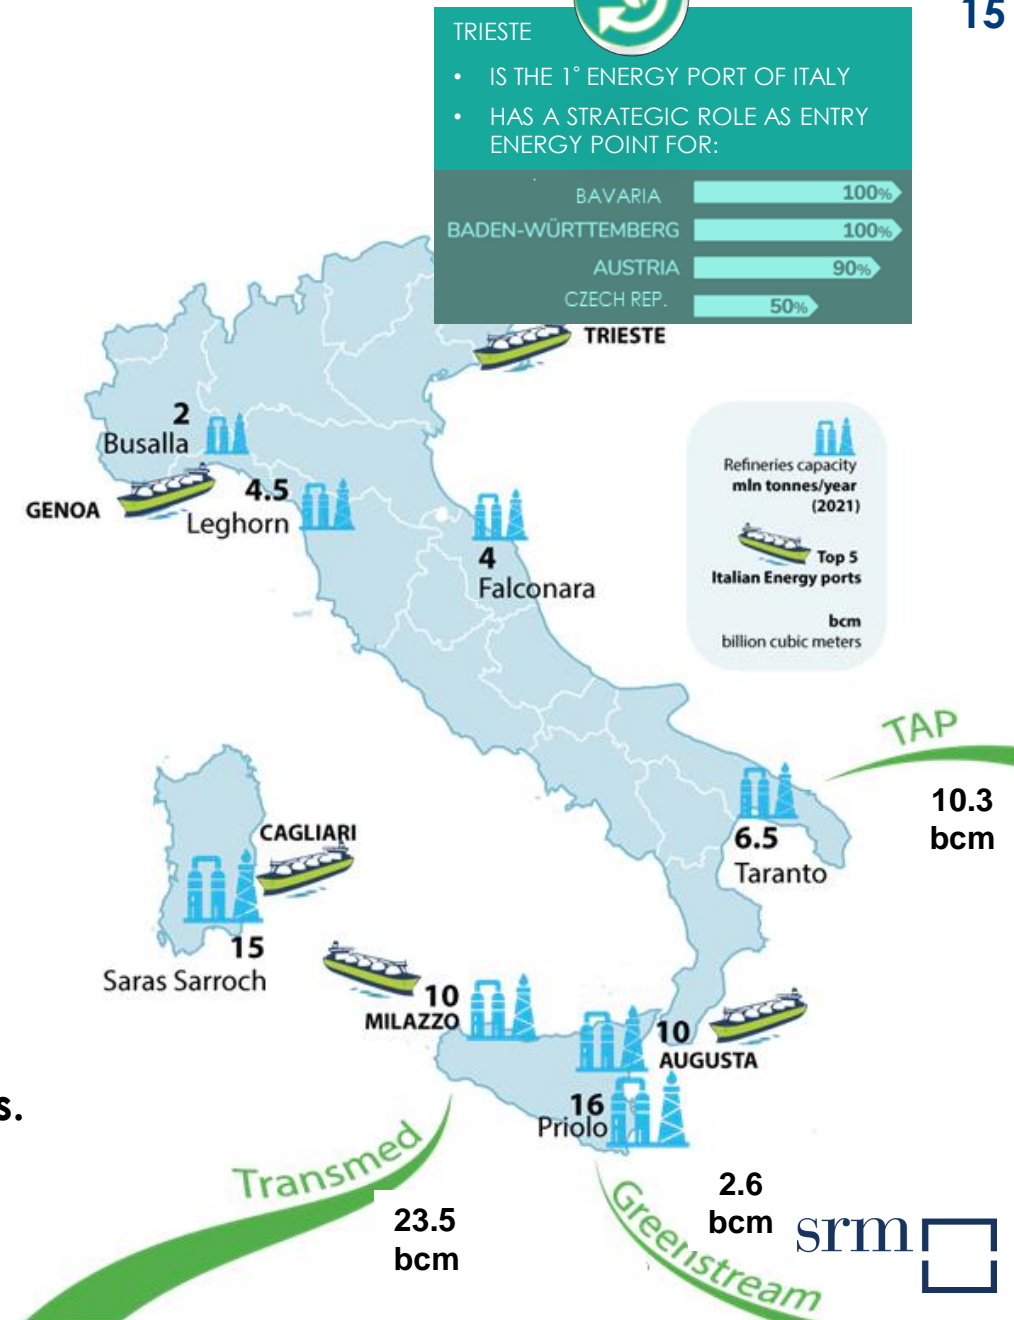 15
TRIESTE
• IS THE 1° ENERGY PORT OF ITALY
• HAS A STRATEGIC ROLE AS ENTRY
ENERGY POINT FOR:
BAVARIA 100%
BADEN-WÜRTTEMBERG 100%
AUSTRIA 90%
CZECH REP. 50%
TRIESTE
2
Busalla
GENOA
4.5
Leghorn
4
Falconara
Refineries capacity
mln tonnes/year
(2021)
Top 5
Italian Energy ports
bcm
billion cubic meters
TAP
10.3
bcm
6.5
Taranto
CAGLIARI
15
Saras Sarroch
10
MILAZZO
10
AUGUSTA
16
Priolo
s.
Transmed
23.5
bcm
Greenstream
2.6
bcm
srm